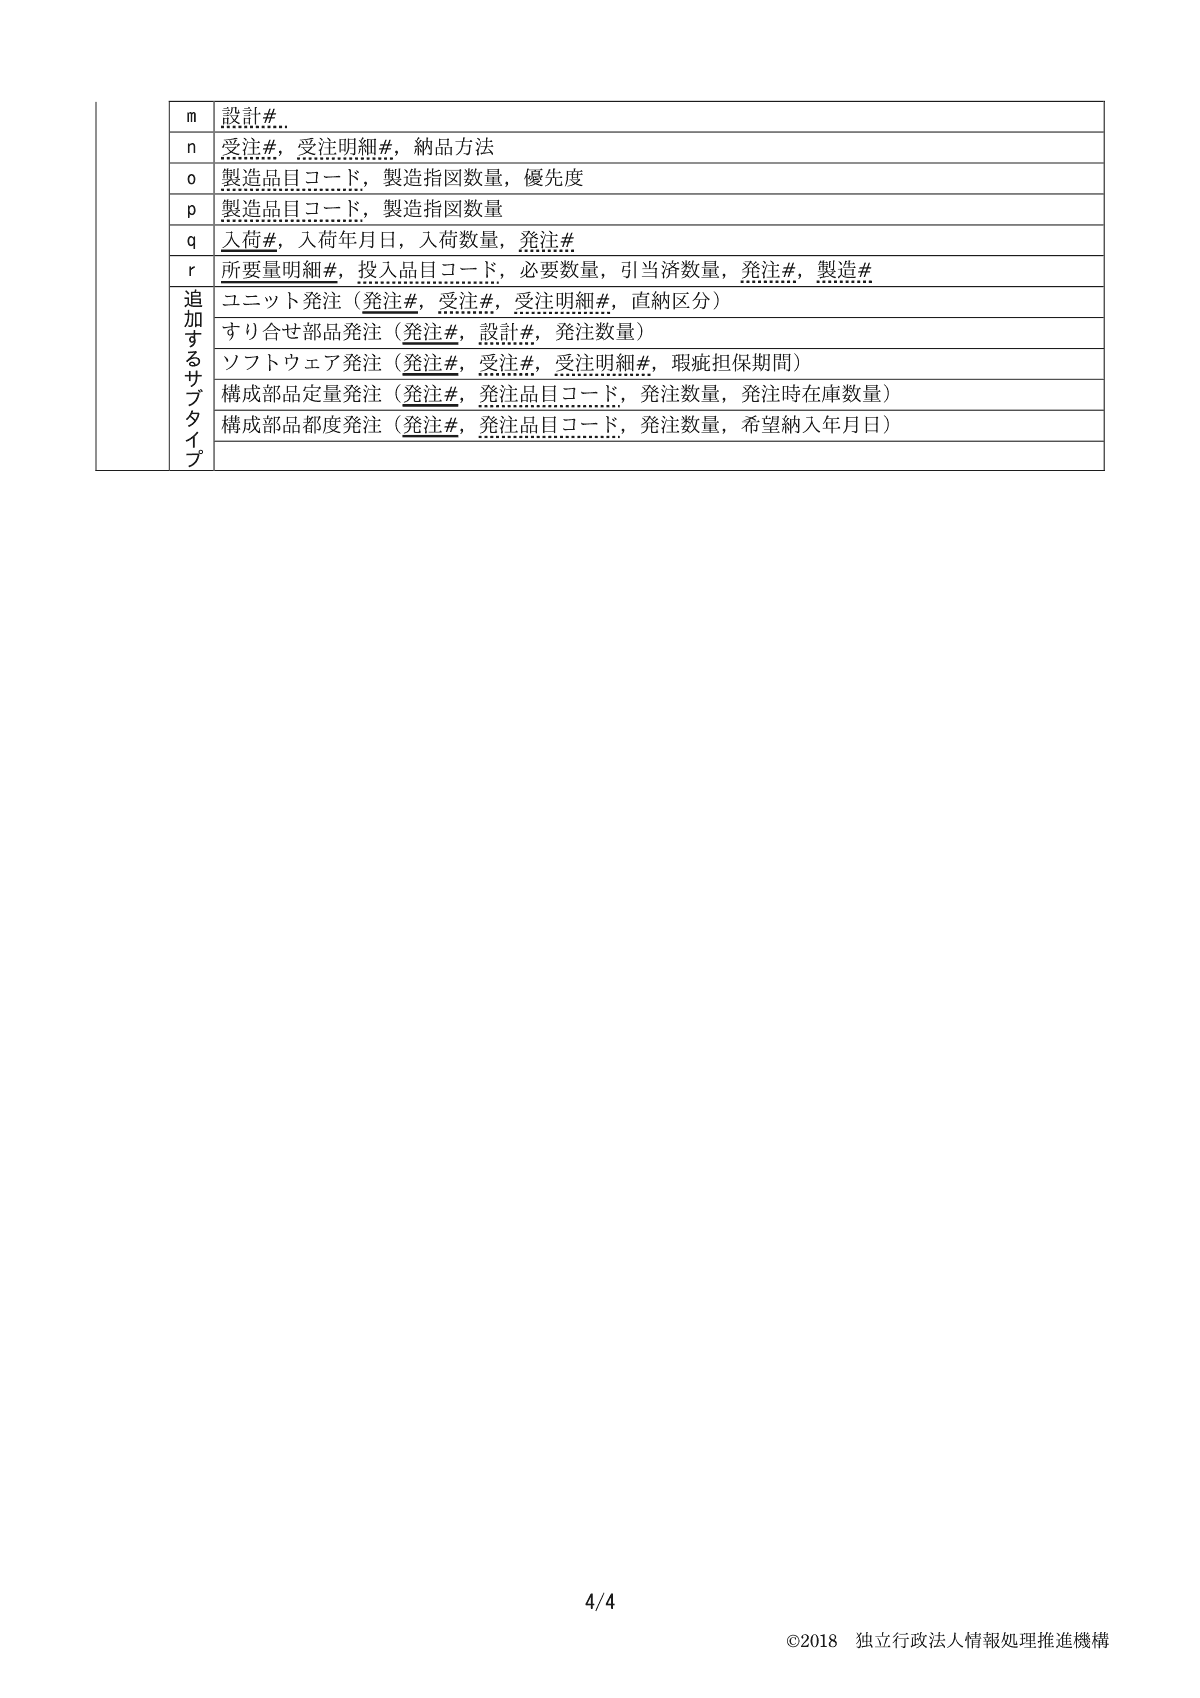 m 設計#
n 受注#，受注明細#，納品方法
o 製造品目コード，製造指図数量，優先度
p 製造品目コード，製造指図数量
q 入荷#，入荷年月日，入荷数量，発注#
r 所要量明細#，投入品目コード，必要数量，引当済数量，発注#，製造#
追加するサブタイプ
ユニット発注（発注#，受注#，受注明細#，直納区分）
すり合せ部品発注（発注#，設計#，発注数量）
ソフトウェア発注（発注#，受注#，受注明細#，瑕疵担保期間）
構成部品定量発注（発注#，発注品目コード，発注数量，発注時在庫数量）
構成部品都度発注（発注#，発注品目コード，発注数量，希望納入年月日）
4/4
©2018　独立行政法人情報処理推進機構